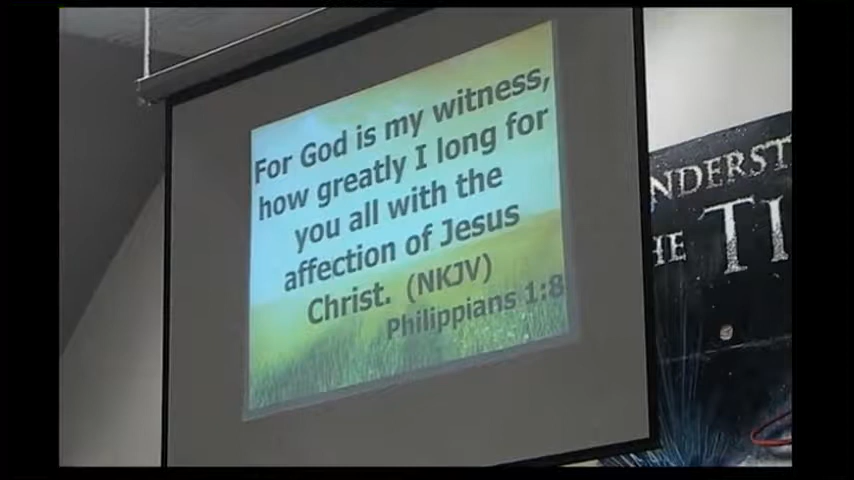 For God is my witness,
how greatly I long for
you all with the
affection of Jesus
Christ. (NKJV)
Philippians 1:8
NDERST
HE TI